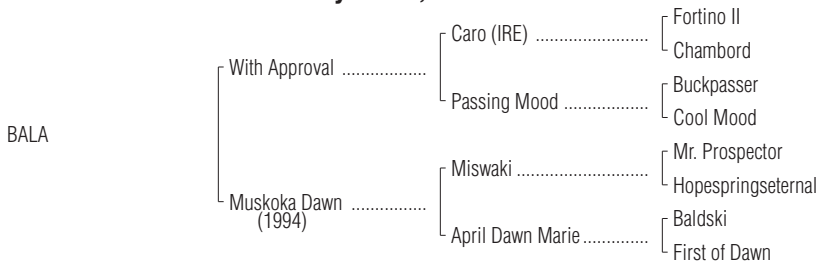 Fortino II
Caro (IRE) ........................
Chambord
With Approval ..................
Buckpasser
Passing Mood ..................
Cool Mood
BALA
Mr. Prospector
Miswaki ............................
Hopespringseternal
Muskoka Dawn ................
(1994)
Baldski
April Dawn Marie..............
First of Dawn